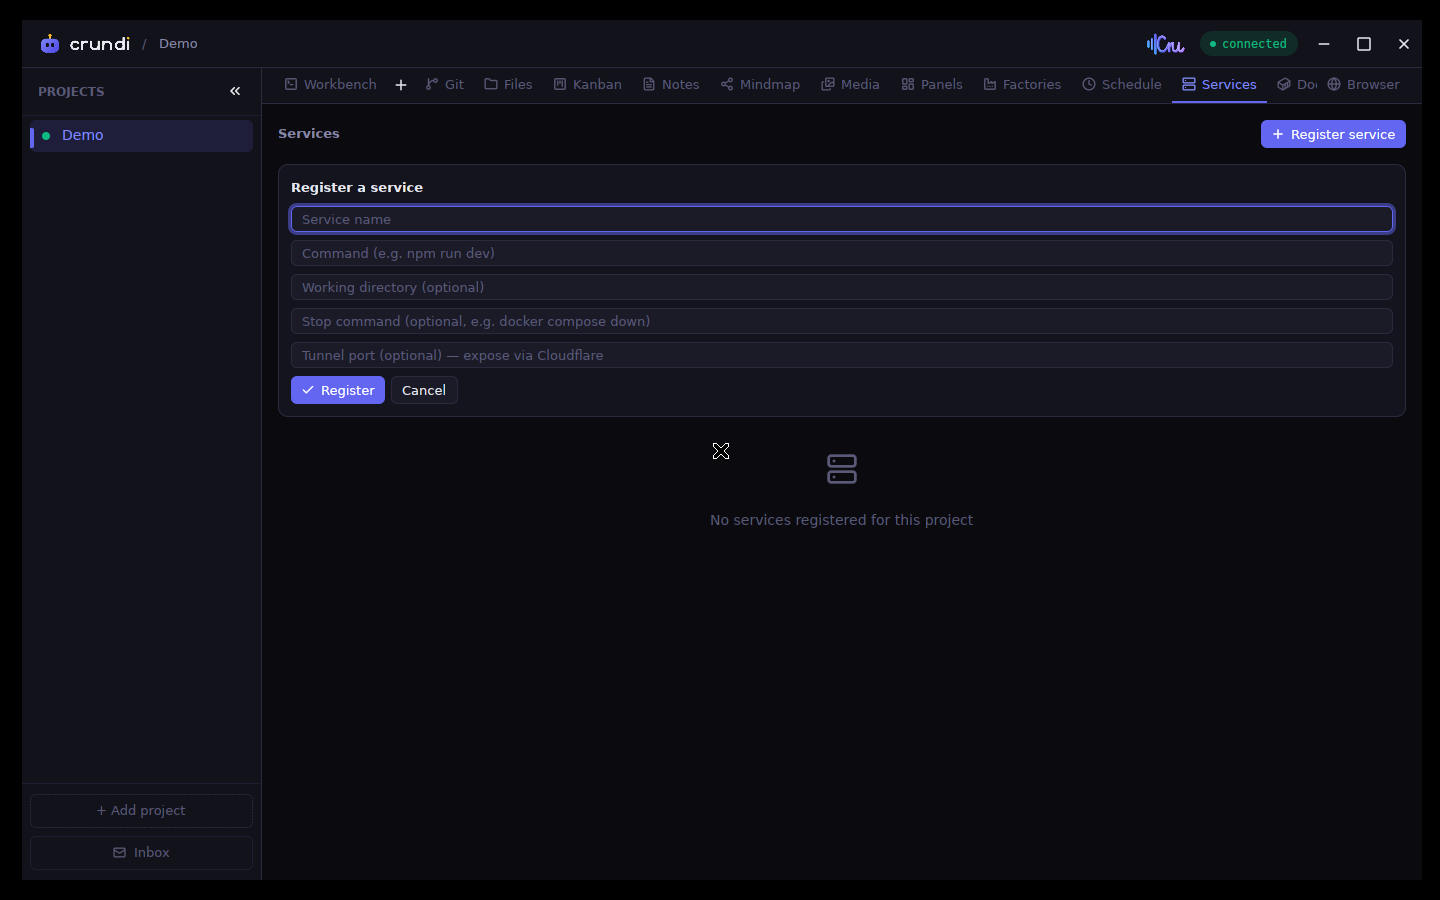 crundi / Demo
Cru
connected
PROJECTS
Workbench
Git
Files
Kanban
Notes
Mindmap
Media
Panels
Factories
Schedule
Services
Browser
Demo
Services
Register service
Register a service
Service name
Command (e.g. npm run dev)
Working directory (optional)
Stop command (optional, e.g. docker compose down)
Tunnel port (optional) — expose via Cloudflare
Register
Cancel
No services registered for this project
+ Add project
Inbox